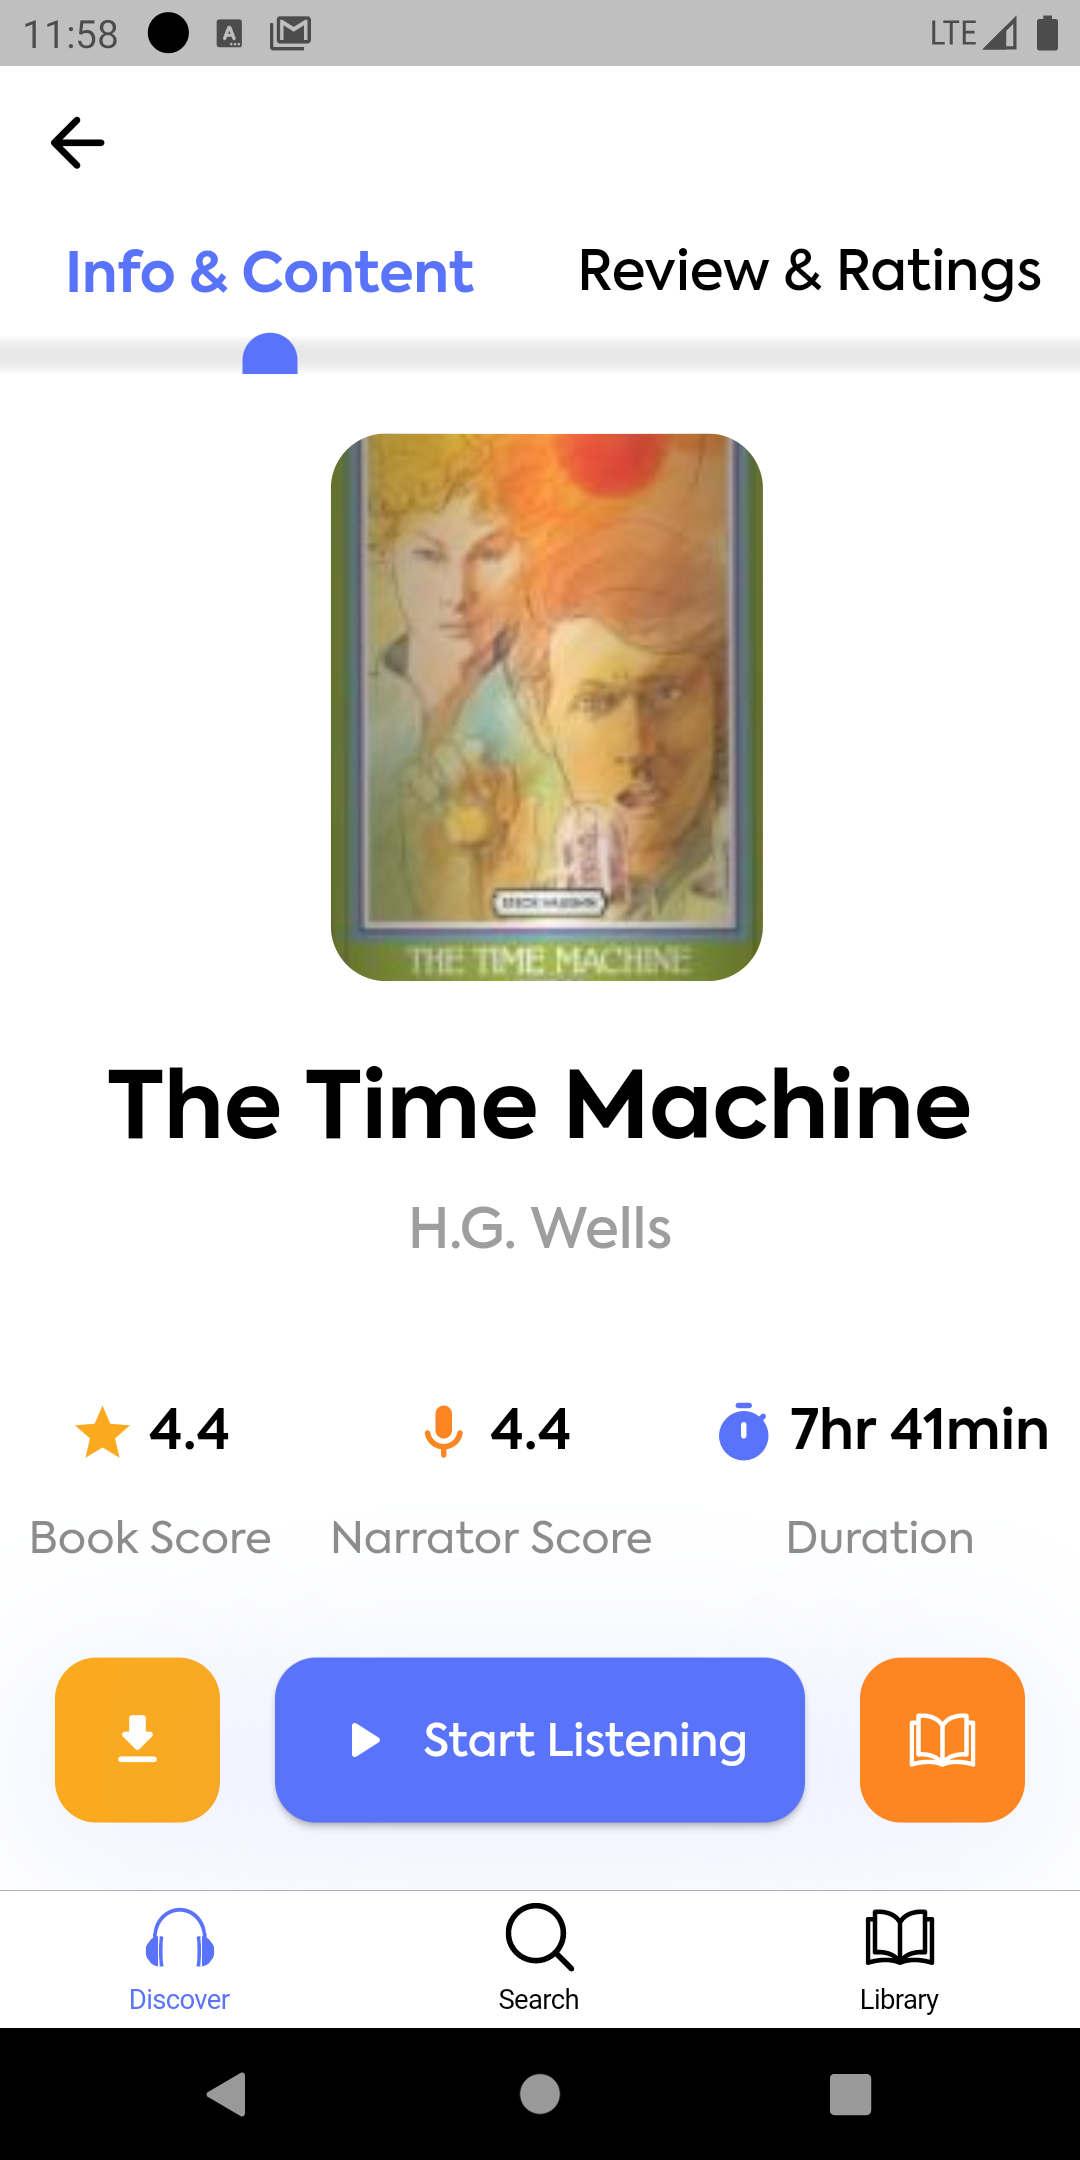 11:58
LTE
Info & Content
Review & Ratings
THE TIME MACHINE
The Time Machine
H.G. Wells
4.4
4.4
7hr 41min
Book Score
Narrator Score
Duration
Start Listening
Discover
Search
Library